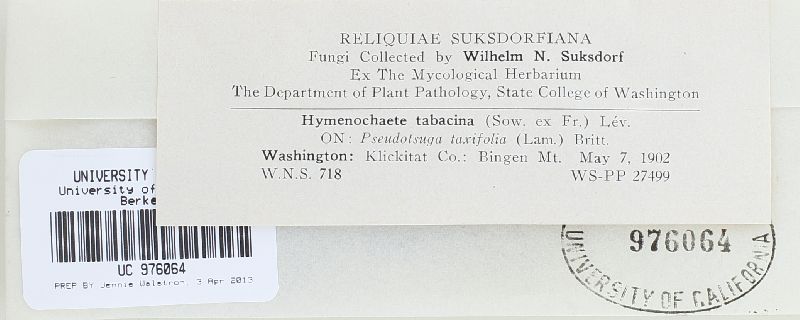 RELIQUIAE SUKSDORFIANA
Fungi Collected by Wilhelm N. Suksdorf
Ex The Mycological Herbarium
The Department of Plant Pathology, State College of Washington
Hymenochaete tabacina (Sow. ex Fr.) Lév.
ON: Pseudotsuga taxifolia (Lam.) Britt.
Washington: Klickitat Co.: Bingen Mt. May 7, 1902
W.N.S. 718 WS-PP 27499
UNIVERSITY
University of
Berke
UC 976064
PREP BY Jennie Walstrom, 3 Apr 2013
976064
UNIVERSITY OF CALIFORNIA